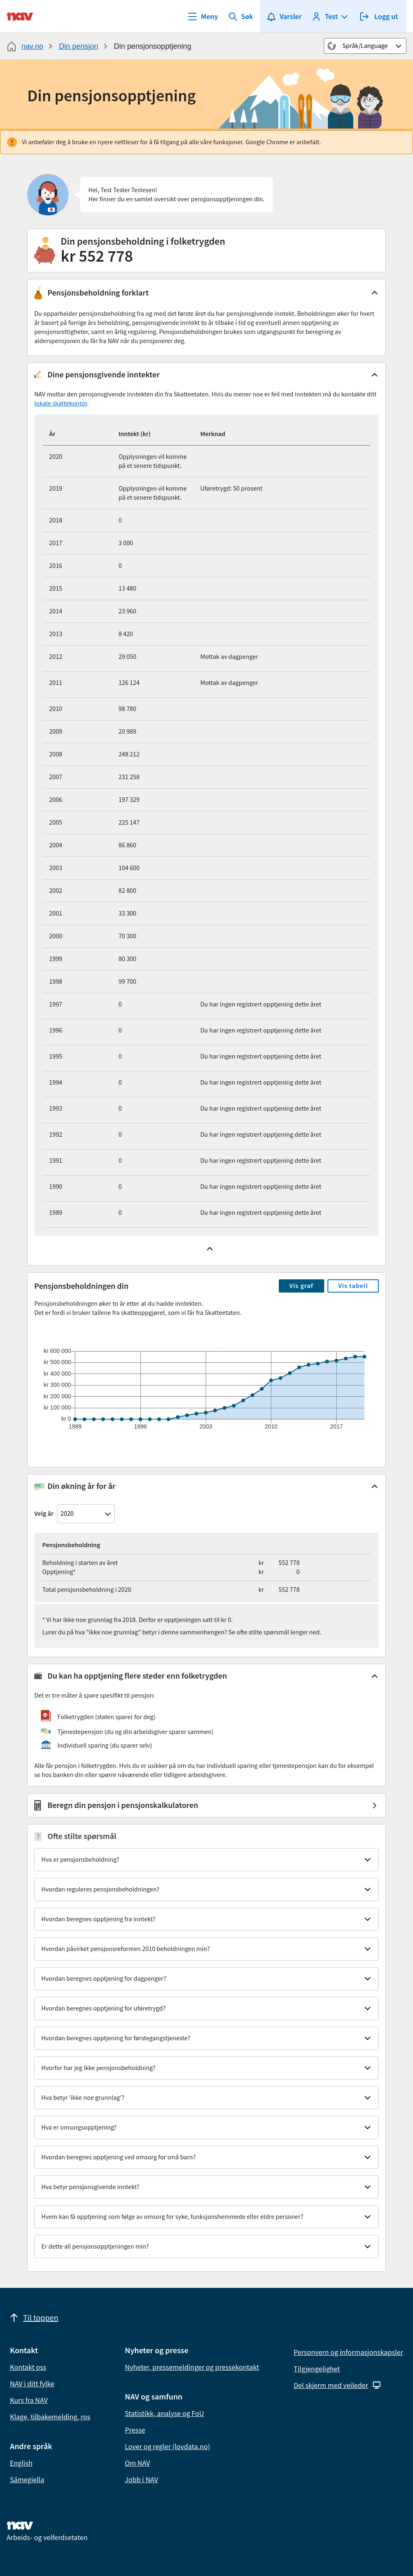 nav Meny Søk Varsler Test Logg ut
nav.no Din pensjon Din pensjonsopptjening Språk/Language
Din pensjonsopptjening
Vi anbefaler deg å bruke en nyere nettleser for å få tilgang på alle våre funksjoner. Google Chrome er anbefalt.
Hei, Test Tester Testesen!
Her finner du en samlet oversikt over pensjonsopptjeningen din.
Din pensjonsbeholdning i folketrygden
kr 552 778
Pensjonsbeholdning forklart
Du opparbeider pensjonsbeholdning fra og med det første året du har pensjonsgivende inntekt. Beholdningen øker for hvert
år basert på forrige års beholdning, pensjonsgivende inntekt to år tilbake i tid og eventuell annen opptjening av
pensjonsrettigheter, samt en årlig regulering. Pensjonsbeholdningen brukes som utgangspunkt for beregning av
alderspensjonen du får fra NAV når du pensjonerer deg.
Dine pensjonsgivende inntekter
NAV mottar den pensjonsgivende inntekten din fra Skatteetaten. Hvis du mener noe er feil med inntekten må du kontakte ditt
lokale skattekontor.
År Inntekt (kr) Merknad
2020 Opplysningen vil komme
på et senere tidspunkt.
2019 Opplysningen vil komme Uføretrygd: 50 prosent
på et senere tidspunkt.
2018 0
2017 3 000
2016 0
2015 13 480
2014 23 960
2013 8 420
2012 29 050 Mottak av dagpenger
2011 126 124 Mottak av dagpenger
2010 98 780
2009 20 989
2008 248 212
2007 231 258
2006 197 329
2005 225 147
2004 86 860
2003 104 600
2002 82 800
2001 33 300
2000 70 300
1999 80 300
1998 99 700
1997 0 Du har ingen registrert opptjening dette året
1996 0 Du har ingen registrert opptjening dette året
1995 0 Du har ingen registrert opptjening dette året
1994 0 Du har ingen registrert opptjening dette året
1993 0 Du har ingen registrert opptjening dette året
1992 0 Du har ingen registrert opptjening dette året
1991 0 Du har ingen registrert opptjening dette året
1990 0 Du har ingen registrert opptjening dette året
1989 0 Du har ingen registrert opptjening dette året
Pensjonsbeholdningen din Vis graf Vis tabell
Pensjonsbeholdningen øker to år etter at du hadde inntekten.
Det er fordi vi bruker tallene fra skatteoppgjøret, som vi får fra Skatteetaten.
kr 600 000
kr 500 000
kr 400 000
kr 300 000
kr 200 000
kr 100 000
kr 0
1989 1996 2003 2010 2017
Din økning år for år
Velg år 2020
Pensjonsbeholdning
Beholdning i starten av året kr 552 778
Opptjening* kr 0
Total pensjonsbeholdning i 2020 kr 552 778
* Vi har ikke noe grunnlag fra 2018. Derfor er opptjeningen satt til kr 0.
Lurer du på hva "ikke noe grunnlag" betyr i denne sammenhengen? Se ofte stilte spørsmål lenger ned.
Du kan ha opptjening flere steder enn folketrygden
Det er tre måter å spare spesifikt til pensjon:
Folketrygden (staten sparer for deg)
Tjenestepensjon (du og din arbeidsgiver sparer sammen)
Individuell sparing (du sparer selv)
Alle får pensjon i folketrygden. Hvis du er usikker på om du har individuell sparing eller tjenestepensjon kan du for eksempel
se hos banken din eller spørre nåværende eller tidligere arbeidsgivere.
Beregn din pensjon i pensjonskalkulatoren
Ofte stilte spørsmål
Hva er pensjonsbeholdning?
Hvordan reguleres pensjonsbeholdningen?
Hvordan beregnes opptjening fra inntekt?
Hvordan påvirket pensjonsreformen 2010 beholdningen min?
Hvordan beregnes opptjening for dagpenger?
Hvordan beregnes opptjening for uføretrygd?
Hvordan beregnes opptjening for førstegangstjeneste?
Hvorfor har jeg ikke pensjonsbeholdning?
Hva betyr 'ikke noe grunnlag'?
Hva er omsorgsopptjening?
Hvordan beregnes opptjening ved omsorg for små barn?
Hva betyr pensjonsgivende inntekt?
Hvem kan få opptjening som følge av omsorg for syke, funksjonshemmede eller eldre personer?
Er dette all pensjonsopptjeningen min?
Til toppen
Kontakt
Kontakt oss
NAV i ditt fylke
Kurs fra NAV
Klage, tilbakemelding, ros
Andre språk
English
Sámegiella
Nyheter og presse
Nyheter, pressemeldinger og pressekontakt
NAV og samfunn
Statistikk, analyse og FoU
Presse
Lover og regler (lovdata.no)
Om NAV
Jobb i NAV
Personvern og informasjonskapsler
Tilgjengelighet
Del skjerm med veileder
nav
Arbeids- og velferdsetaten